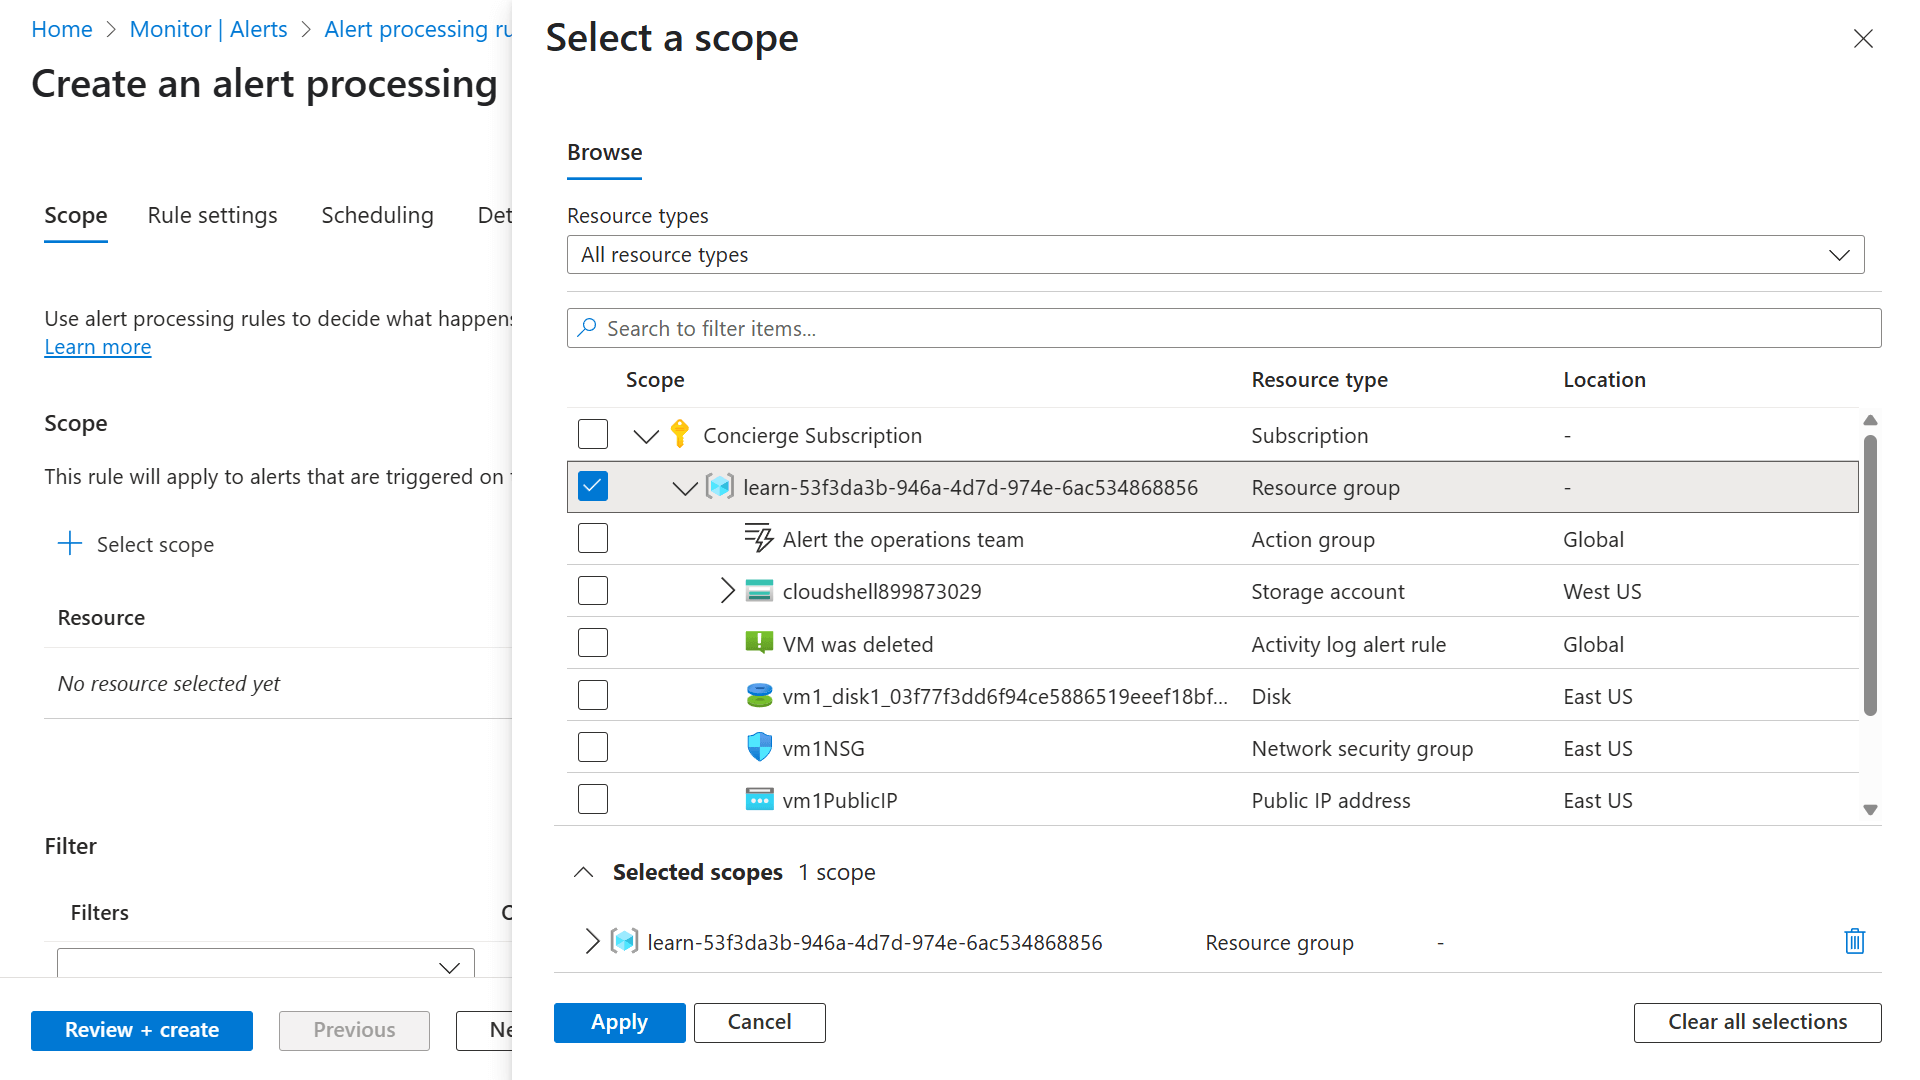 Home > Monitor | Alerts > Alert processing ru
Create an alert processing
Scope Rule settings Scheduling Det
Use alert processing rules to decide what happens
Learn more
Scope
This rule will apply to alerts that are triggered on
Select scope
Resource
No resource selected yet
Filter
Filters
Review + create Previous Ne
Select a scope
Browse
Resource types
All resource types
Search to filter items...
Scope Resource type Location
Concierge Subscription Subscription -
learn-53f3da3b-946a-4d7d-974e-6ac534868856 Resource group -
Alert the operations team Action group Global
cloudshell899873029 Storage account West US
VM was deleted Activity log alert rule Global
vm1_disk1_03f77f3dd6f94ce5886519eeef18bf... Disk East US
vm1NSG Network security group East US
vm1PublicIP Public IP address East US
Selected scopes 1 scope
learn-53f3da3b-946a-4d7d-974e-6ac534868856 Resource group -
Apply Cancel Clear all selections